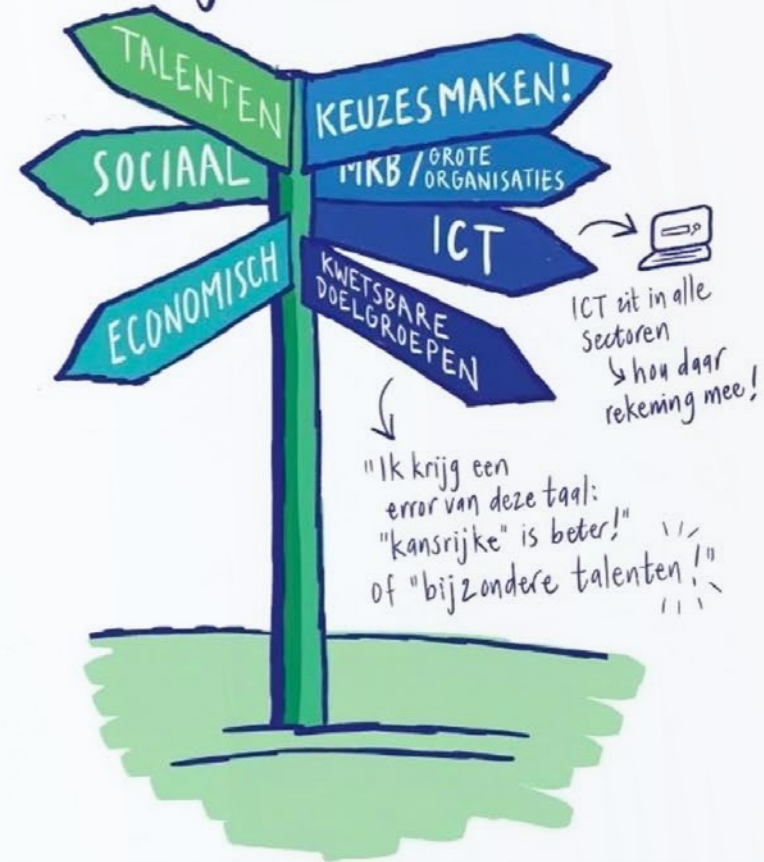 TALENTEN
KEUZES MAKEN!
SOCIAAL
MKB / GROTE
ORGANISATIES
ICT
ECONOMISCH
KWETSBARE
DOELGROEPEN
ICT zit in alle
sectoren
↳ hou daar
rekening mee!
"Ik krijg een
error van deze taal:
"kansrijke" is beter!"
of "bijzondere talenten!"